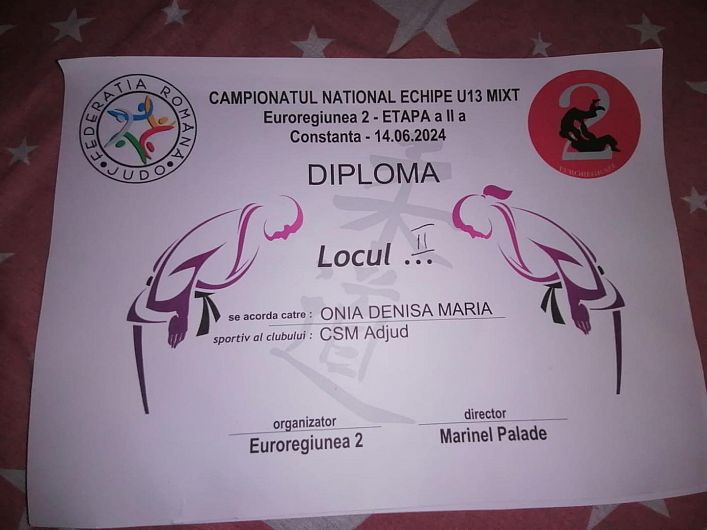 FEDERATIA ROMANA
JUDO
CAMPIONATUL NATIONAL ECHIPE U13 MIXT
Euroregiunea 2 - ETAPA a II a
Constanta - 14.06.2024
2
DIPLOMA
Locul ... II
se acorda catre : ONIA DENISA MARIA
sportiv al clubului : CSM Adjud
organizator
Euroregiunea 2
director
Marinel Palade